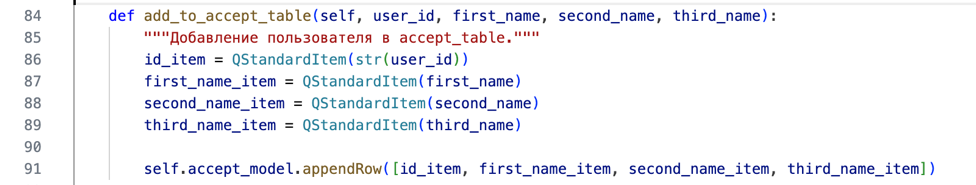 84 def add_to_accept_table(self, user_id, first_name, second_name, third_name):
85 """Добавление пользователя в accept_table."""
86 id_item = QStandardItem(str(user_id))
87 first_name_item = QStandardItem(first_name)
88 second_name_item = QStandardItem(second_name)
89 third_name_item = QStandardItem(third_name)
90
91 self.accept_model.appendRow([id_item, first_name_item, second_name_item, third_name_item])